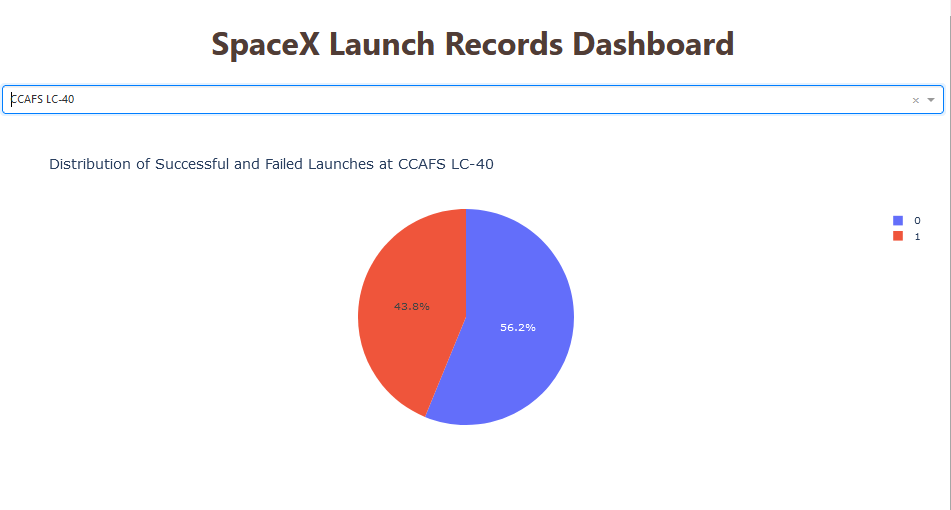 SpaceX Launch Records Dashboard
CCAFS LC-40
Distribution of Successful and Failed Launches at CCAFS LC-40
0
1
43.8%
56.2%